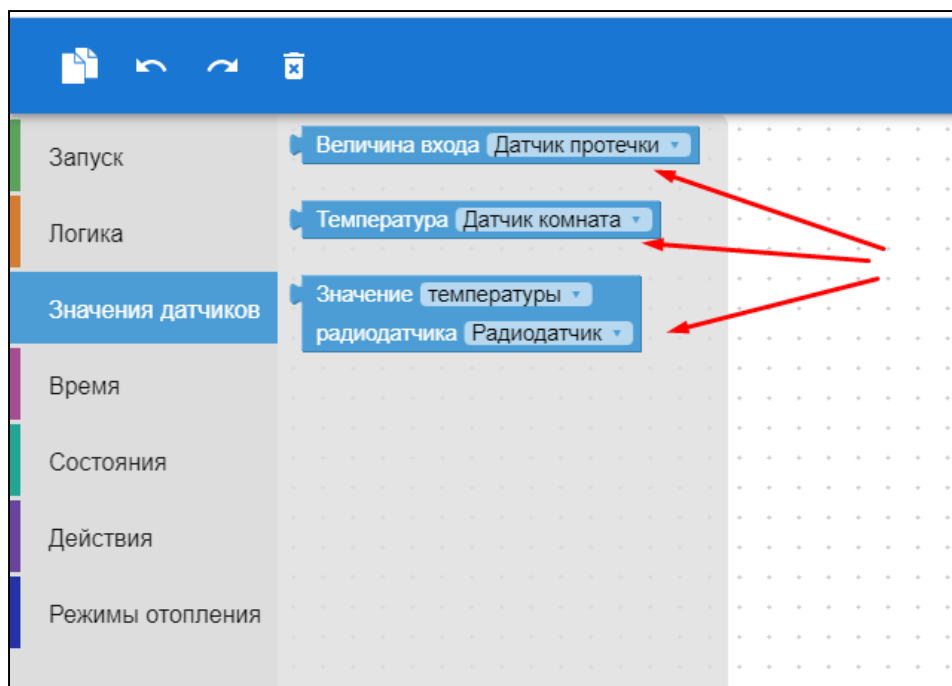 Запуск
Логика
Значения датчиков
Время
Состояния
Действия
Режимы отопления
Величина входа Датчик протечки
Температура Датчик комната
Значение температуры
радиодатчика Радиодатчик